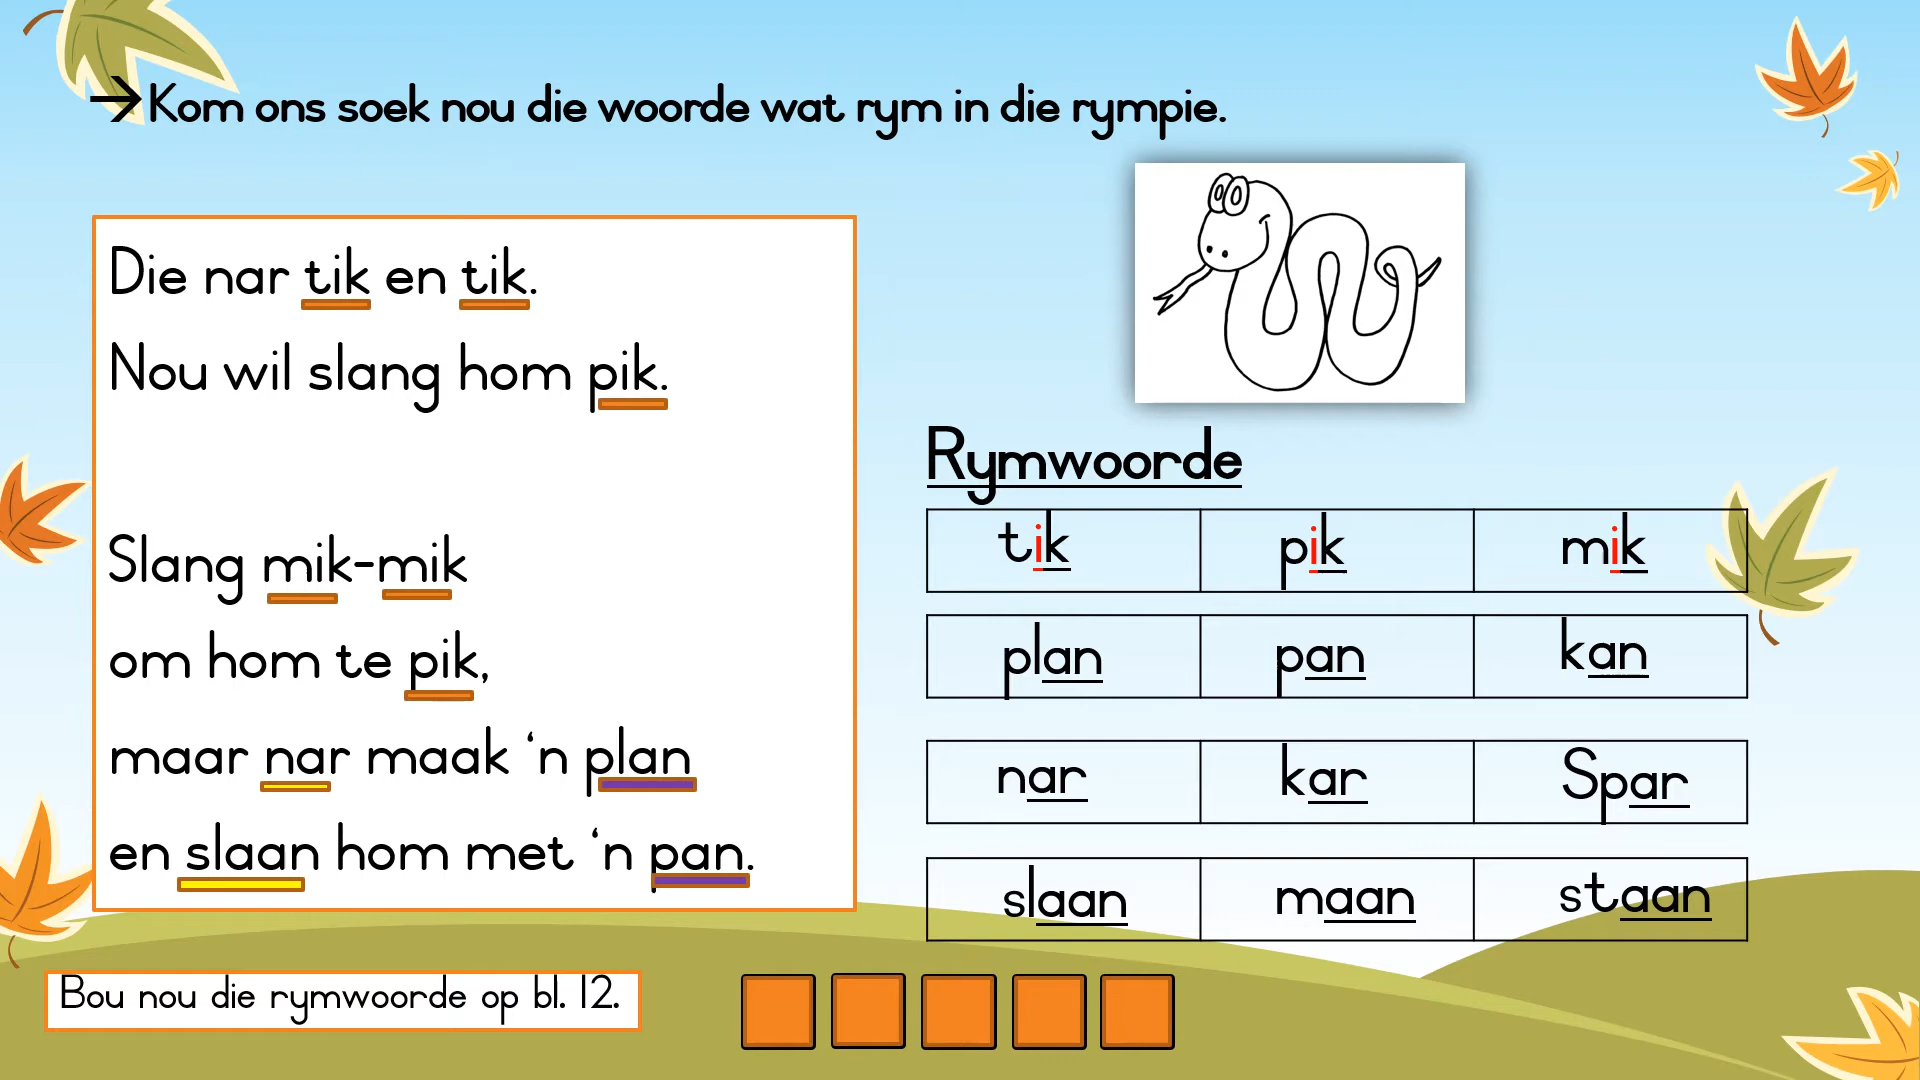 →Kom ons soek nou die woorde wat rym in die rympie.
Die nar tik en tik.
Nou wil slang hom pik.
Slang mik-mik
om hom te pik,
maar nar maak ‘n plan
en slaan hom met ‘n pan.
Rymwoorde
tik pik mik
plan pan kan
nar kar Spar
slaan maan staan
Bou nou die rymwoorde op bl. 12.